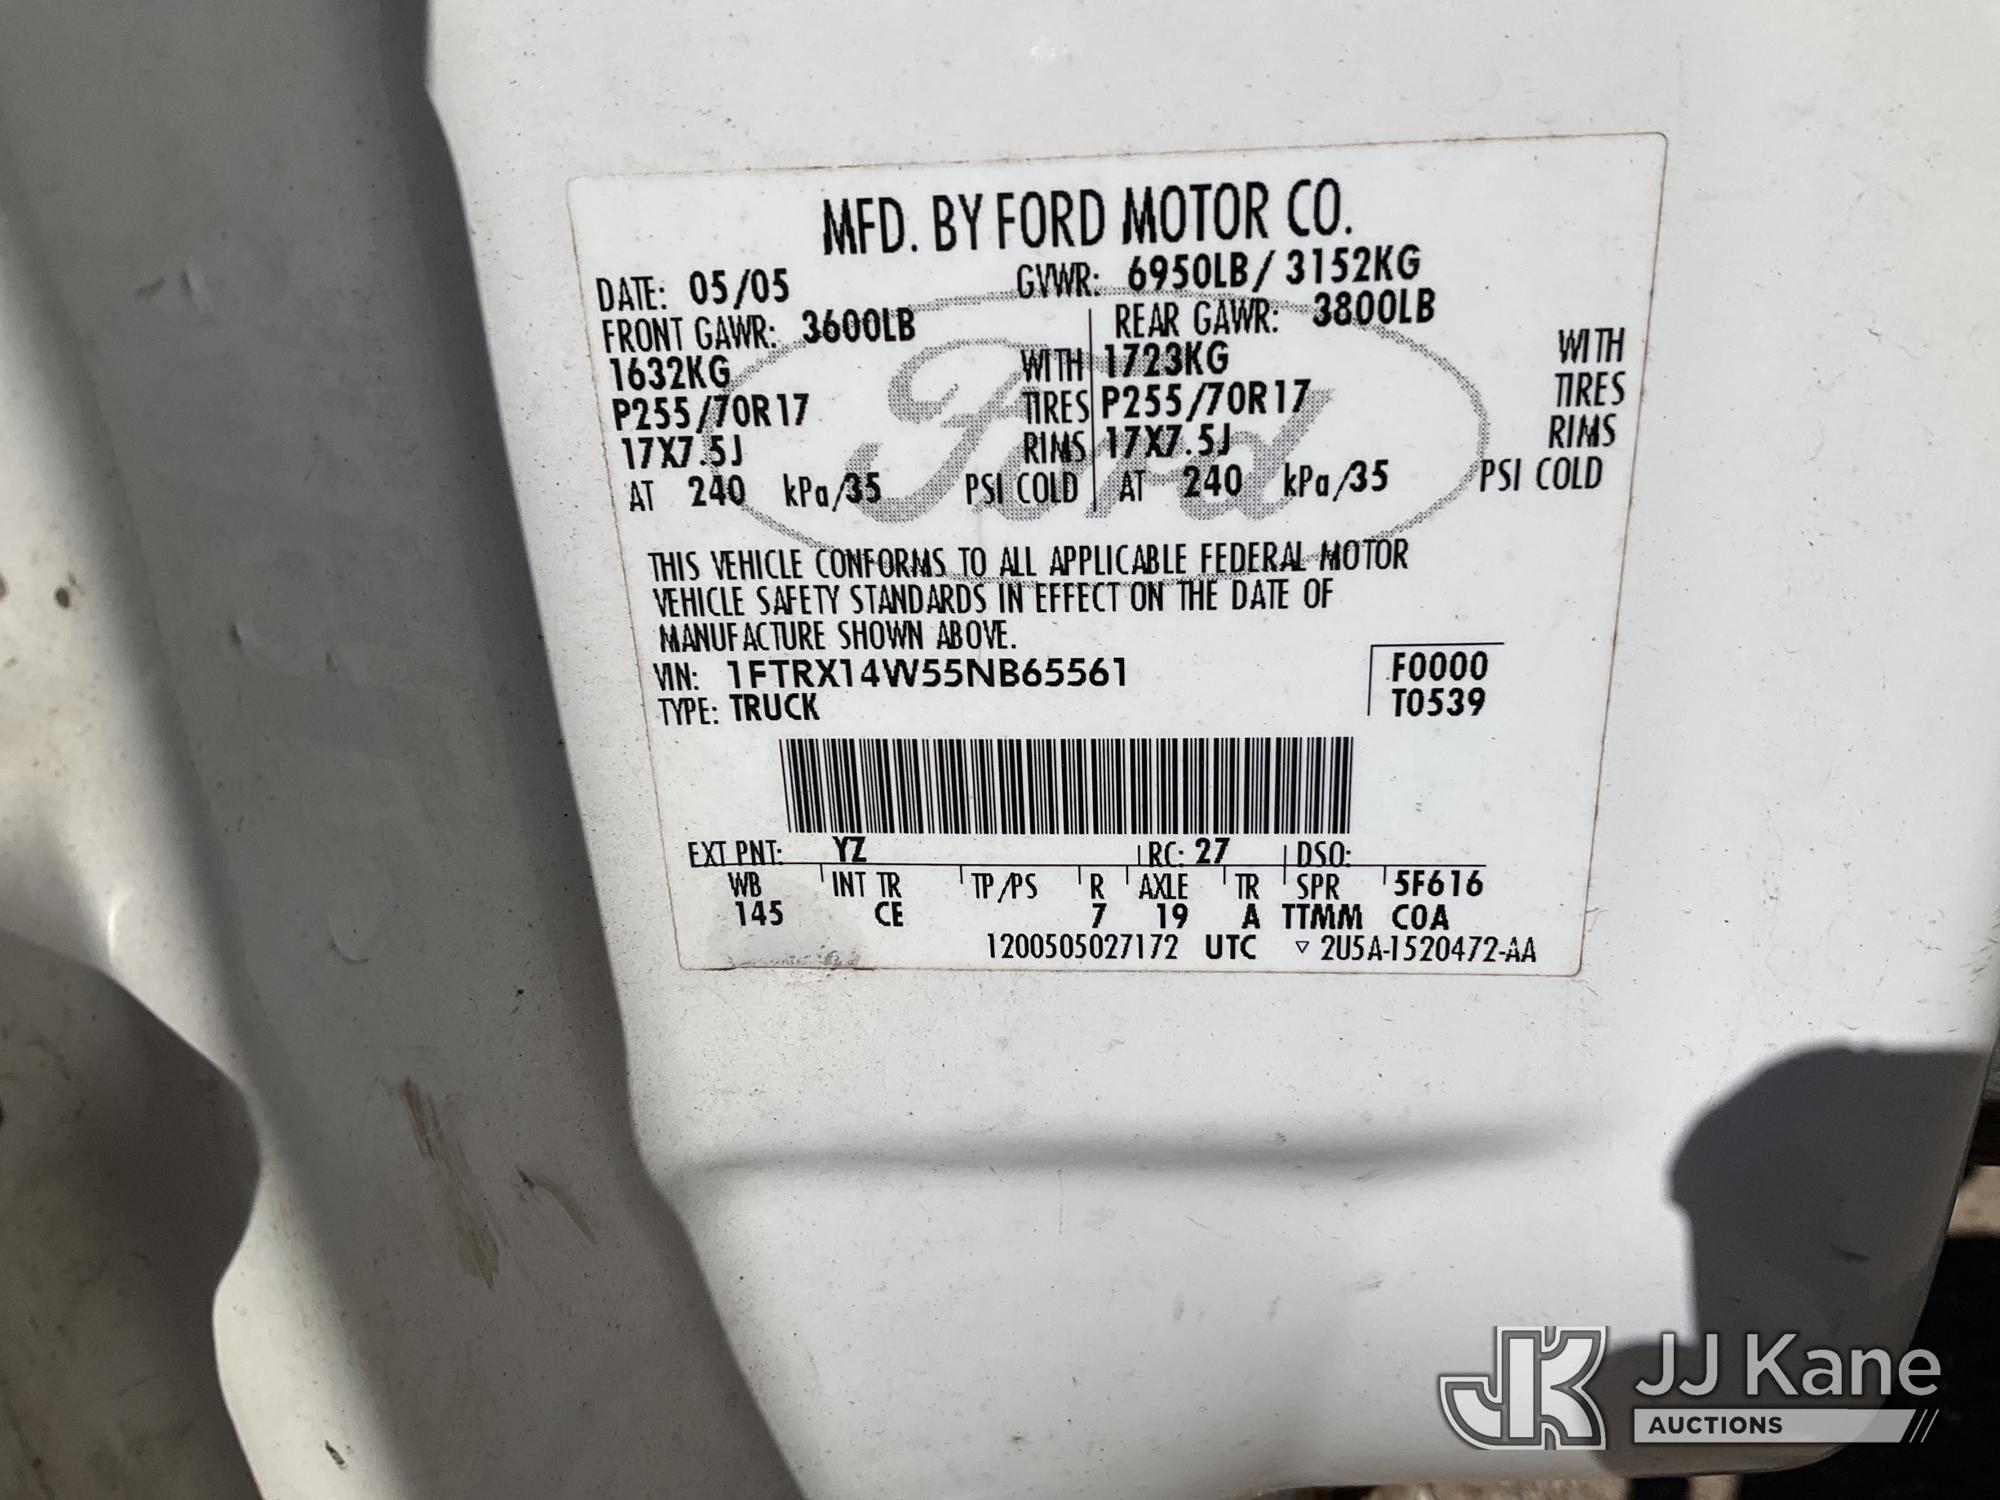 MFD. BY FORD MOTOR CO.
DATE: 05/05 GVWR: 6950LB/ 3152KG
FRONT GAWR: 3600LB REAR GAWR: 3800LB
1632KG WITH 1723KG WITH
P255/70R17 TIRES P255/70R17 TIRES
17X7.5J RIMS 17X7.5J RIMS
AT 240 kPa/35 PSI COLD AT 240 kPa/35 PSI COLD
Ford
THIS VEHICLE CONFORMS TO ALL APPLICABLE FEDERAL MOTOR
VEHICLE SAFETY STANDARDS IN EFFECT ON THE DATE OF
MANUFACTURE SHOWN ABOVE.
VIN: 1FTRX14W55NB65561 F0000
TYPE: TRUCK T0539
EXT PNT: YZ RC: 27 DSO:
WB INT TR TP/PS R AXLE TR SPR 5F616
145 CE 7 19 A TTMM C0A
1200505027172 UTC ▽ 2U5A-1520472-AA
JK JJ Kane
AUCTIONS